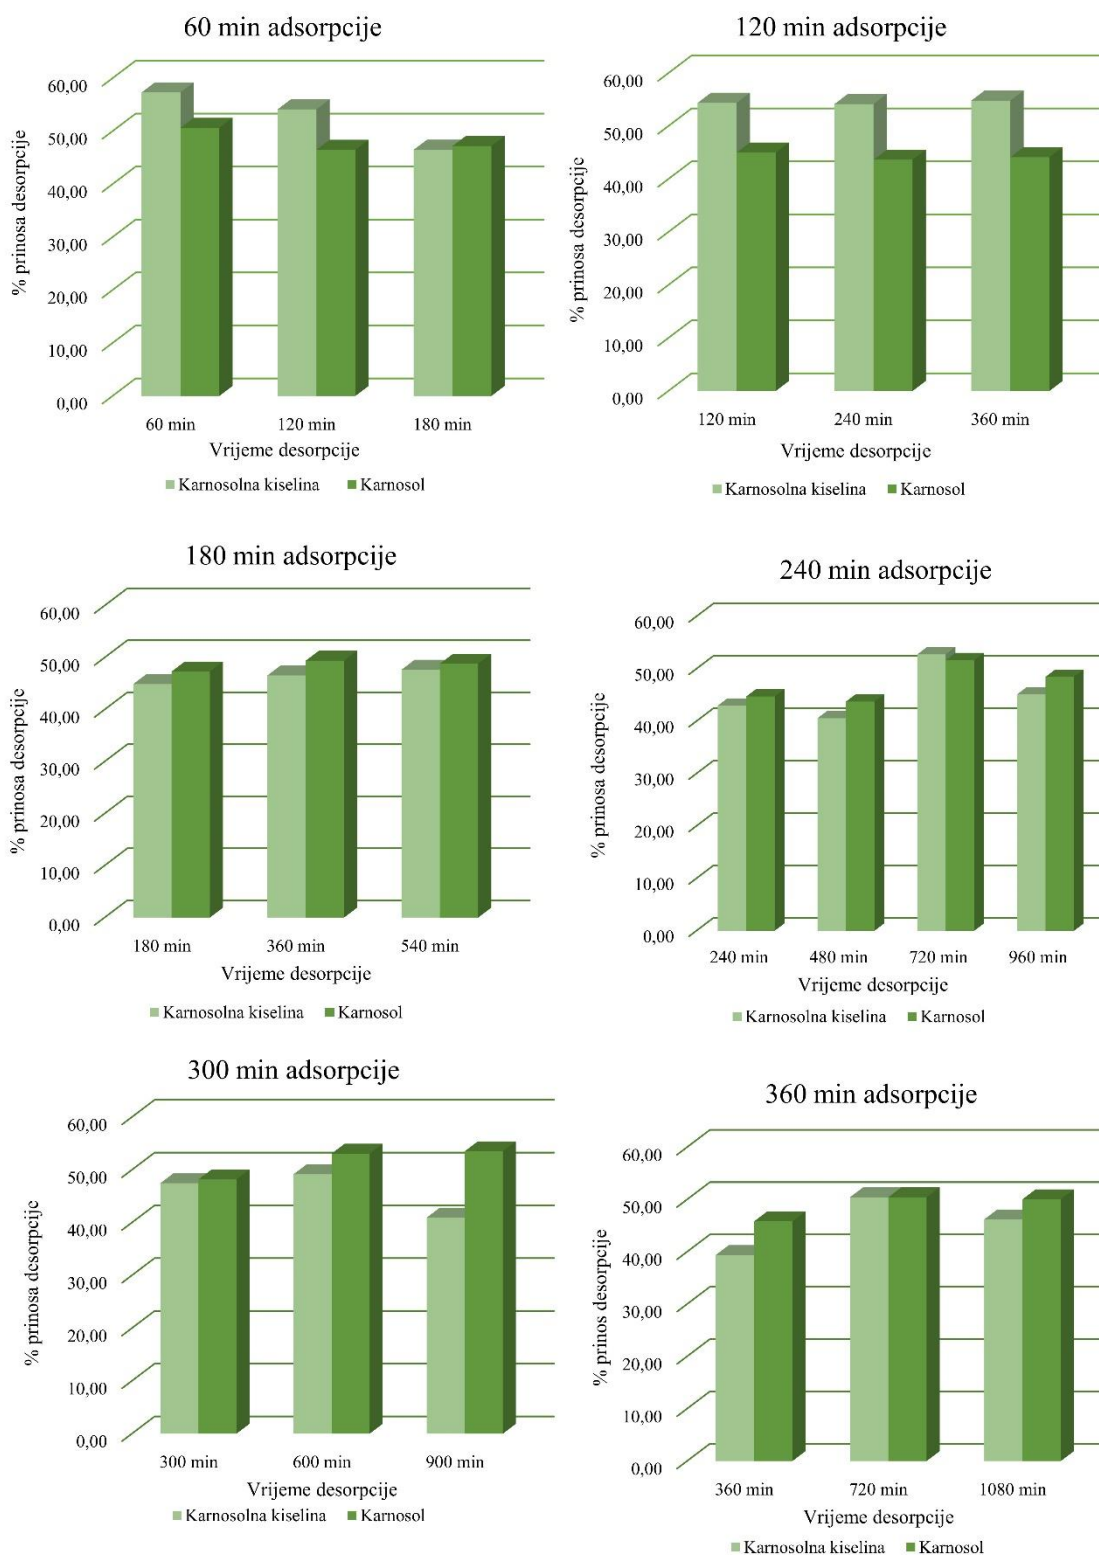 60 min adsorpcije
% prinosa desorpcije
60,00
50,00
40,00
30,00
20,00
10,00
0,00
60 min 120 min 180 min
Vrijeme desorpcije
Karnosolna kiselina Karnosol
120 min adsorpcije
% prinosa desorpcije
60,00
50,00
40,00
30,00
20,00
10,00
0,00
120 min 240 min 360 min
Vrijeme desorpcije
Karnosolna kiselina Karnosol
180 min adsorpcije
% prinosa desorpcije
60,00
50,00
40,00
30,00
20,00
10,00
0,00
180 min 360 min 540 min
Vrijeme desorpcije
Karnosolna kiselina Karnosol
240 min adsorpcije
% prinosa desorpcije
60,00
50,00
40,00
30,00
20,00
10,00
0,00
240 min 480 min 720 min 960 min
Vrijeme desorpcije
Karnosolna kiselina Karnosol
300 min adsorpcije
% prinosa desorpcije
60,00
50,00
40,00
30,00
20,00
10,00
0,00
300 min 600 min 900 min
Vrijeme desorpcije
Karnosolna kiselina Karnosol
360 min adsorpcije
% prinos desorpcije
60,00
50,00
40,00
30,00
20,00
10,00
0,00
360 min 720 min 1080 min
Vrijeme desorpcije
Karnosolna kiselina Karnosol